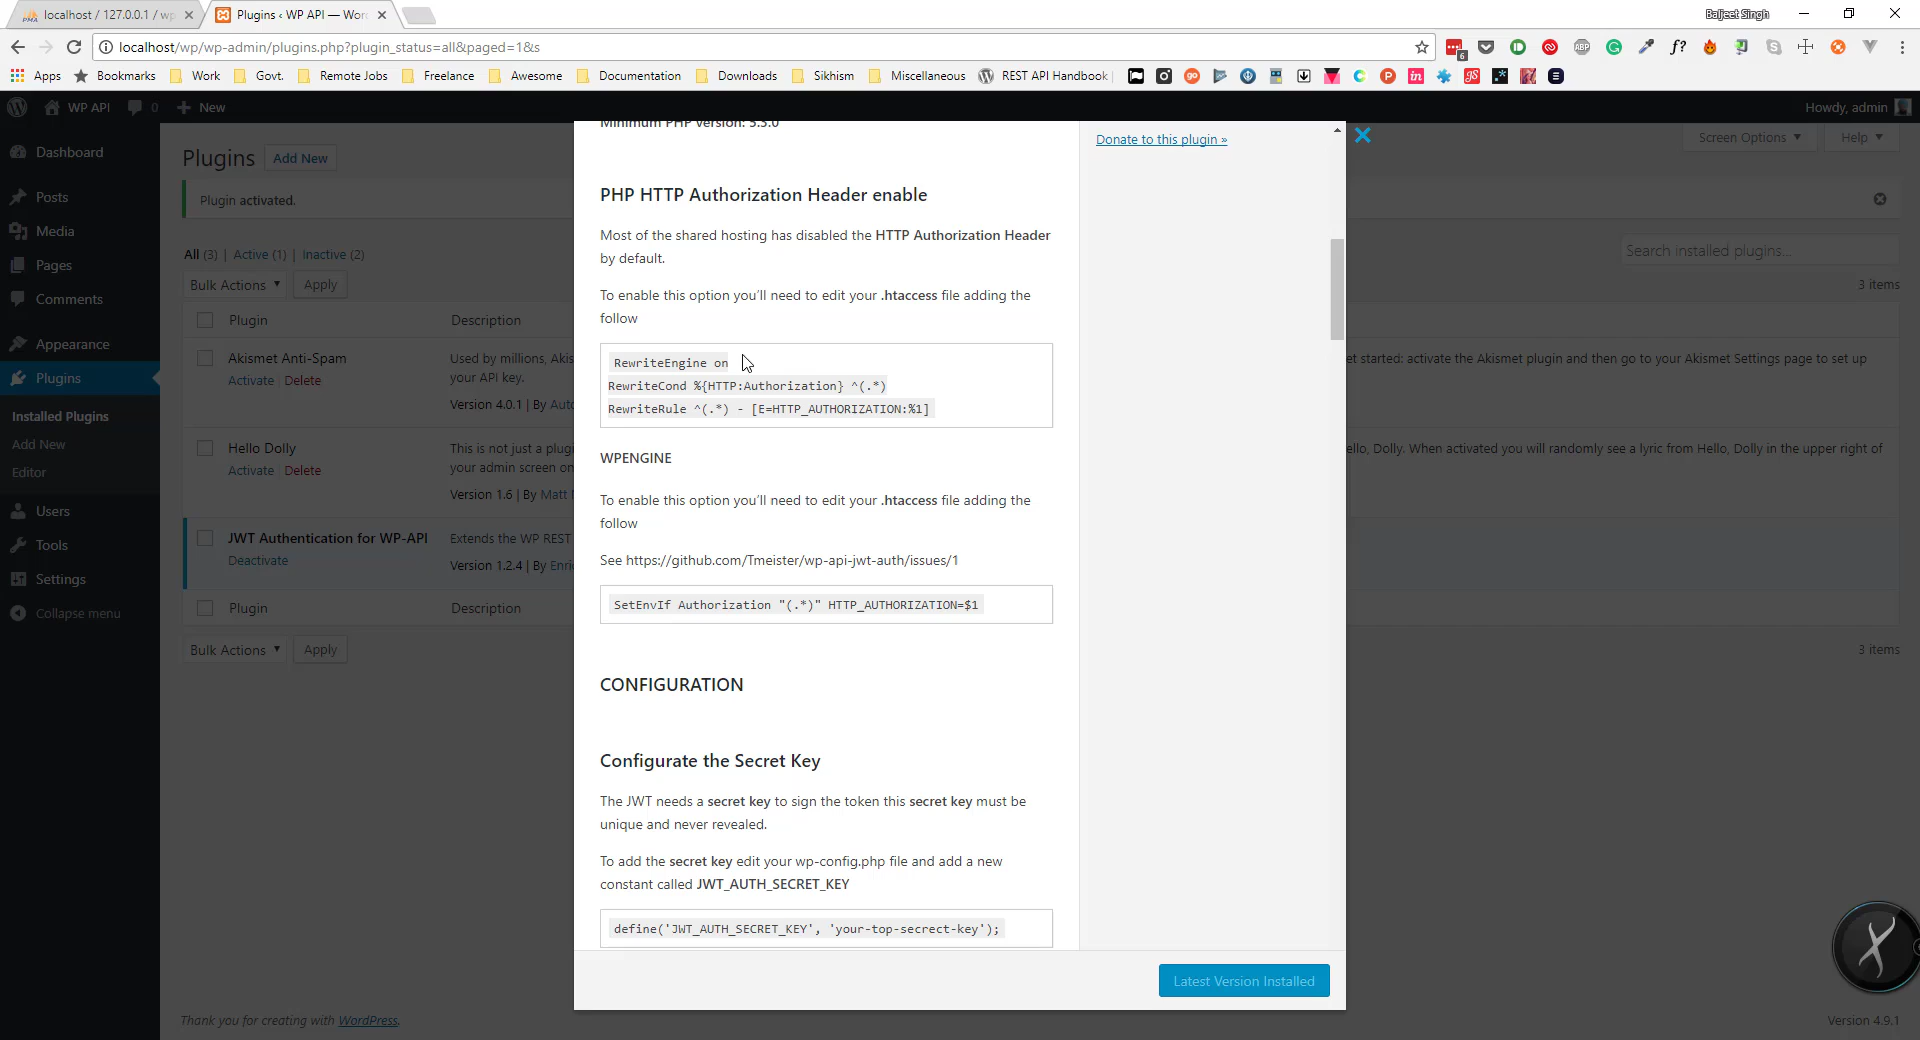 localhost / 127.0.0.1 / wp
Plugins ‹ WP API — Word
Baljeet Singh
localhost/wp/wp-admin/plugins.php?plugin_status=all&paged=1&s
Apps
Bookmarks
Work
Govt.
Remote Jobs
Freelance
Awesome
Documentation
Downloads
Sikhism
Miscellaneous
REST API Handbook
WP API
0
New
Howdy, admin
Dashboard
Posts
Media
Pages
Comments
Appearance
Plugins
Installed Plugins
Add New
Editor
Users
Tools
Settings
Collapse menu
Plugins
Add New
Screen Options
Help
Plugin activated.
All (3) | Active (1) | Inactive (2)
Search installed plugins...
Bulk Actions
Apply
3 items
Plugin
Description
Akismet Anti-Spam
Activate | Delete
Used by millions, Akis
your API key.
Version 4.0.1 | By Auto
et started: activate the Akismet plugin and then go to your Akismet Settings page to set up
Hello Dolly
Activate | Delete
This is not just a plugi
your admin screen on
Version 1.6 | By Matt
ello, Dolly. When activated you will randomly see a lyric from Hello, Dolly in the upper right of
JWT Authentication for WP-API
Deactivate
Extends the WP REST
Version 1.2.4 | By Enri
Plugin
Description
Bulk Actions
Apply
3 items
Minimum PHP version: 5.3.0
PHP HTTP Authorization Header enable
Most of the shared hosting has disabled the HTTP Authorization Header
by default.
To enable this option you’ll need to edit your .htaccess file adding the
follow
RewriteEngine on
RewriteCond %{HTTP:Authorization} ^(.*)
RewriteRule ^(.*) - [E=HTTP_AUTHORIZATION:%1]
WPENGINE
To enable this option you’ll need to edit your .htaccess file adding the
follow
See https://github.com/Tmeister/wp-api-jwt-auth/issues/1
SetEnvIf Authorization "(.*)" HTTP_AUTHORIZATION=$1
CONFIGURATION
Configurate the Secret Key
The JWT needs a secret key to sign the token this secret key must be
unique and never revealed.
To add the secret key edit your wp-config.php file and add a new
constant called JWT_AUTH_SECRET_KEY
define('JWT_AUTH_SECRET_KEY', 'your-top-secrect-key');
Donate to this plugin »
Latest Version Installed
Thank you for creating with WordPress.
Version 4.9.1